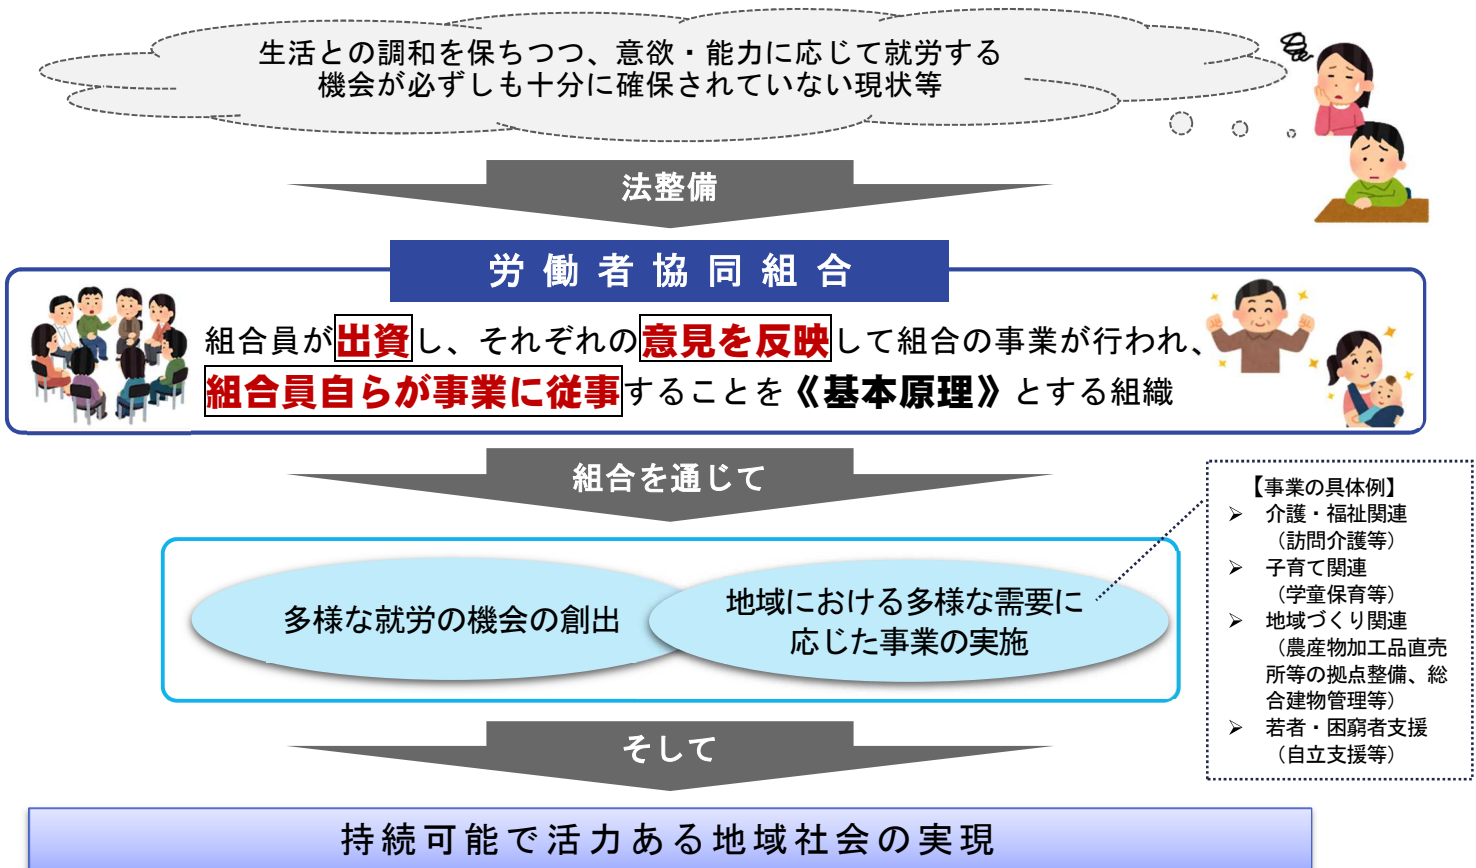 生活との調和を保ちつつ、意欲・能力に応じて就労する
機会が必ずしも十分に確保されていない現状等
法整備
労働者協同組合
組合員が出資し、それぞれの意見を反映して組合の事業が行われ、
組合員自らが事業に従事することを《基本原理》とする組織
組合を通じて
多様な就労の機会の創出
地域における多様な需要に
応じた事業の実施
【事業の具体例】
➢ 介護・福祉関連
（訪問介護等）
➢ 子育て関連
（学童保育等）
➢ 地域づくり関連
（農産物加工品直売
所等の拠点整備、総
合建物管理等）
➢ 若者・困窮者支援
（自立支援等）
そして
持続可能で活力ある地域社会の実現